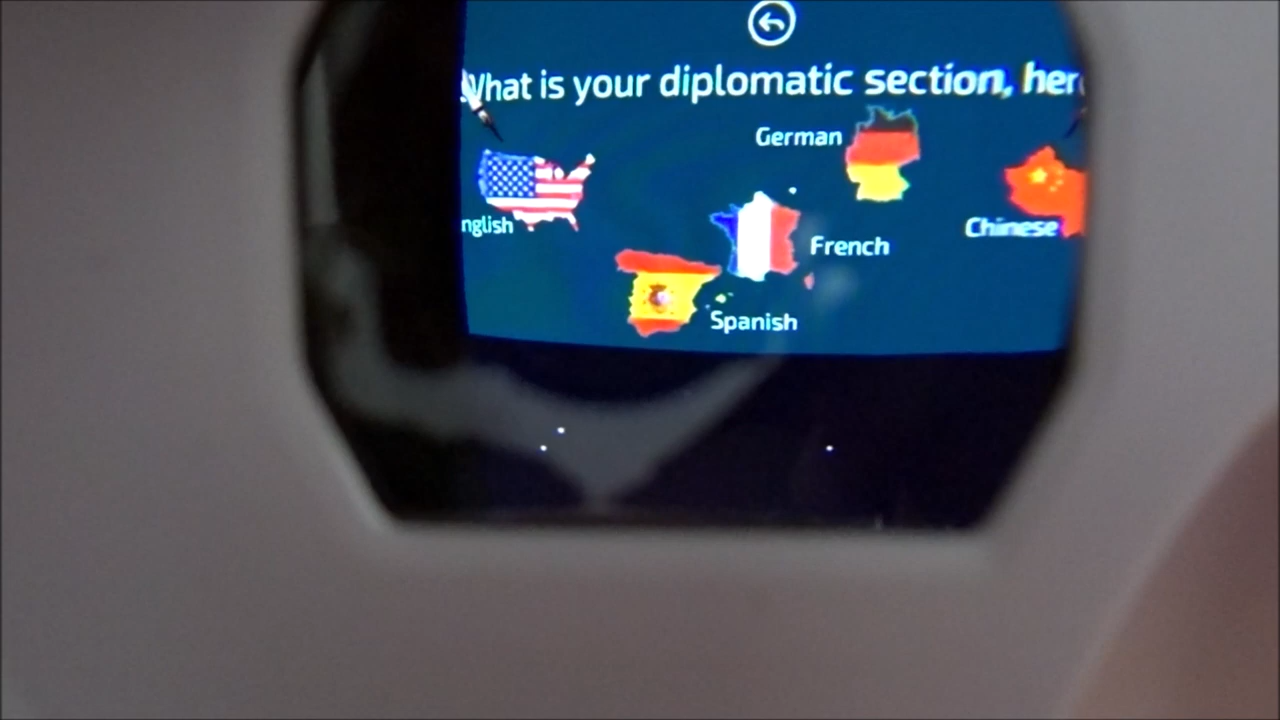 What is your diplomatic section, her
German
nglish
French
Chinese
Spanish